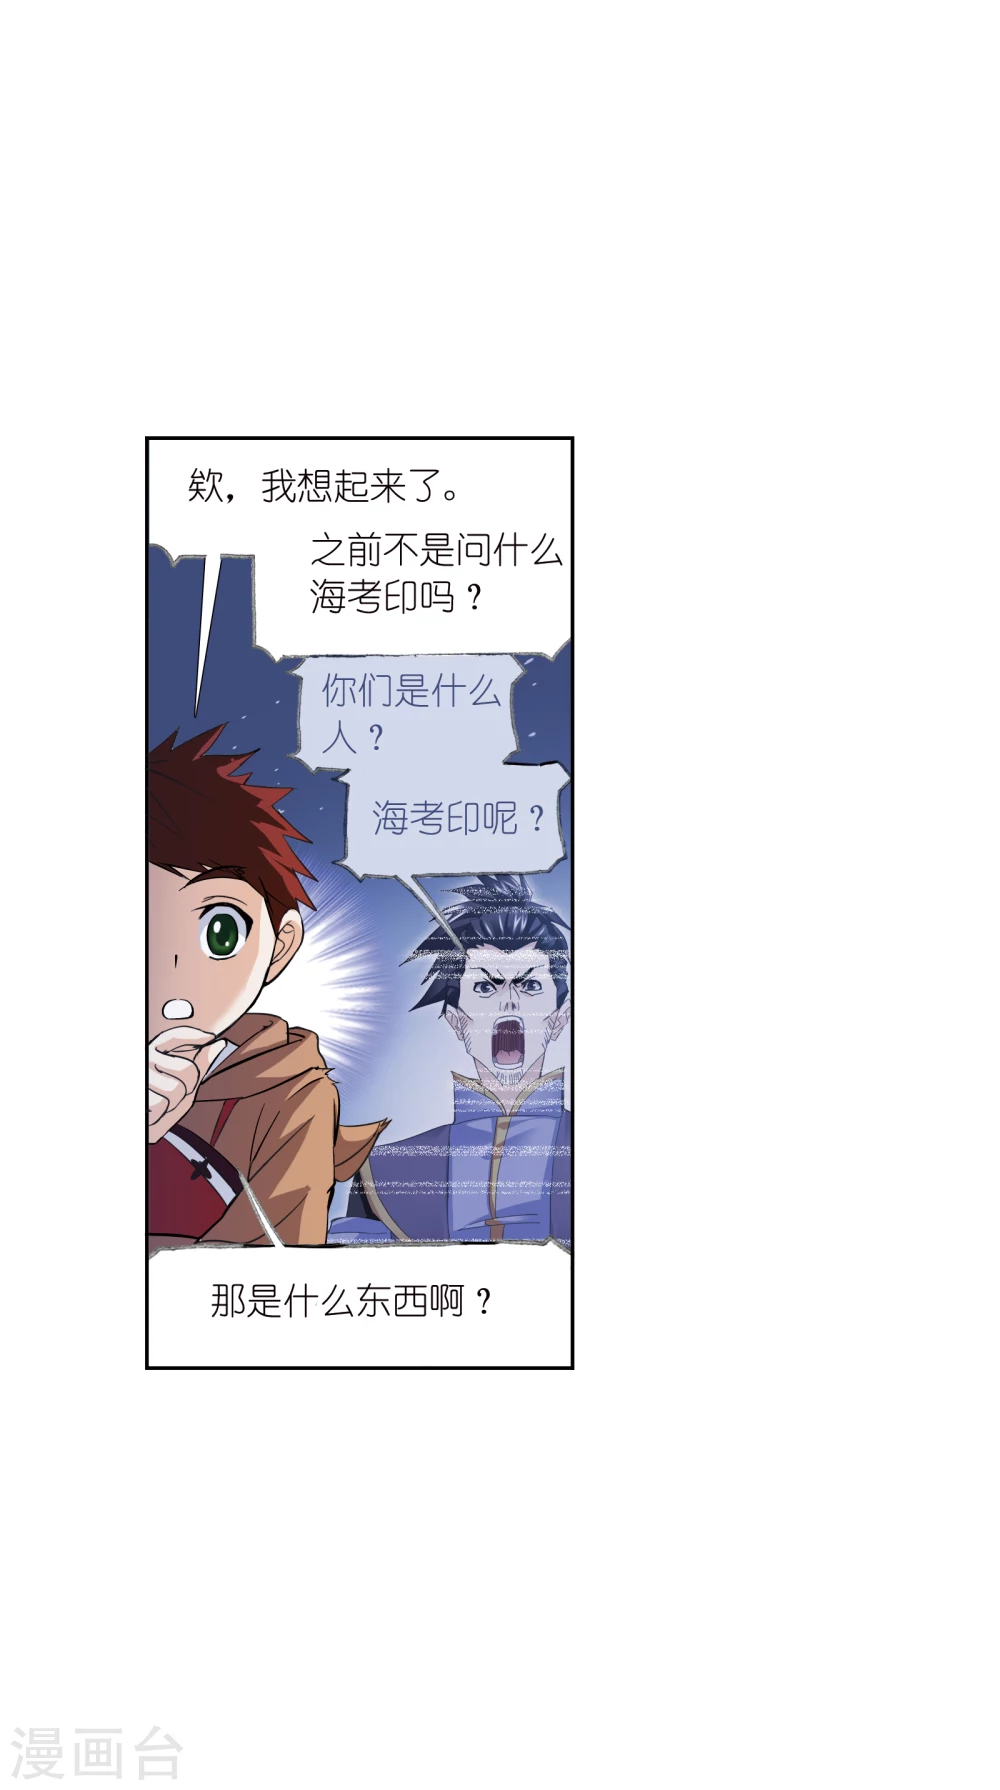 欸，我想起来了。
之前不是问什么
海考印吗？
你们是什么
人？
海考印呢？
那是什么东西啊？
漫画台